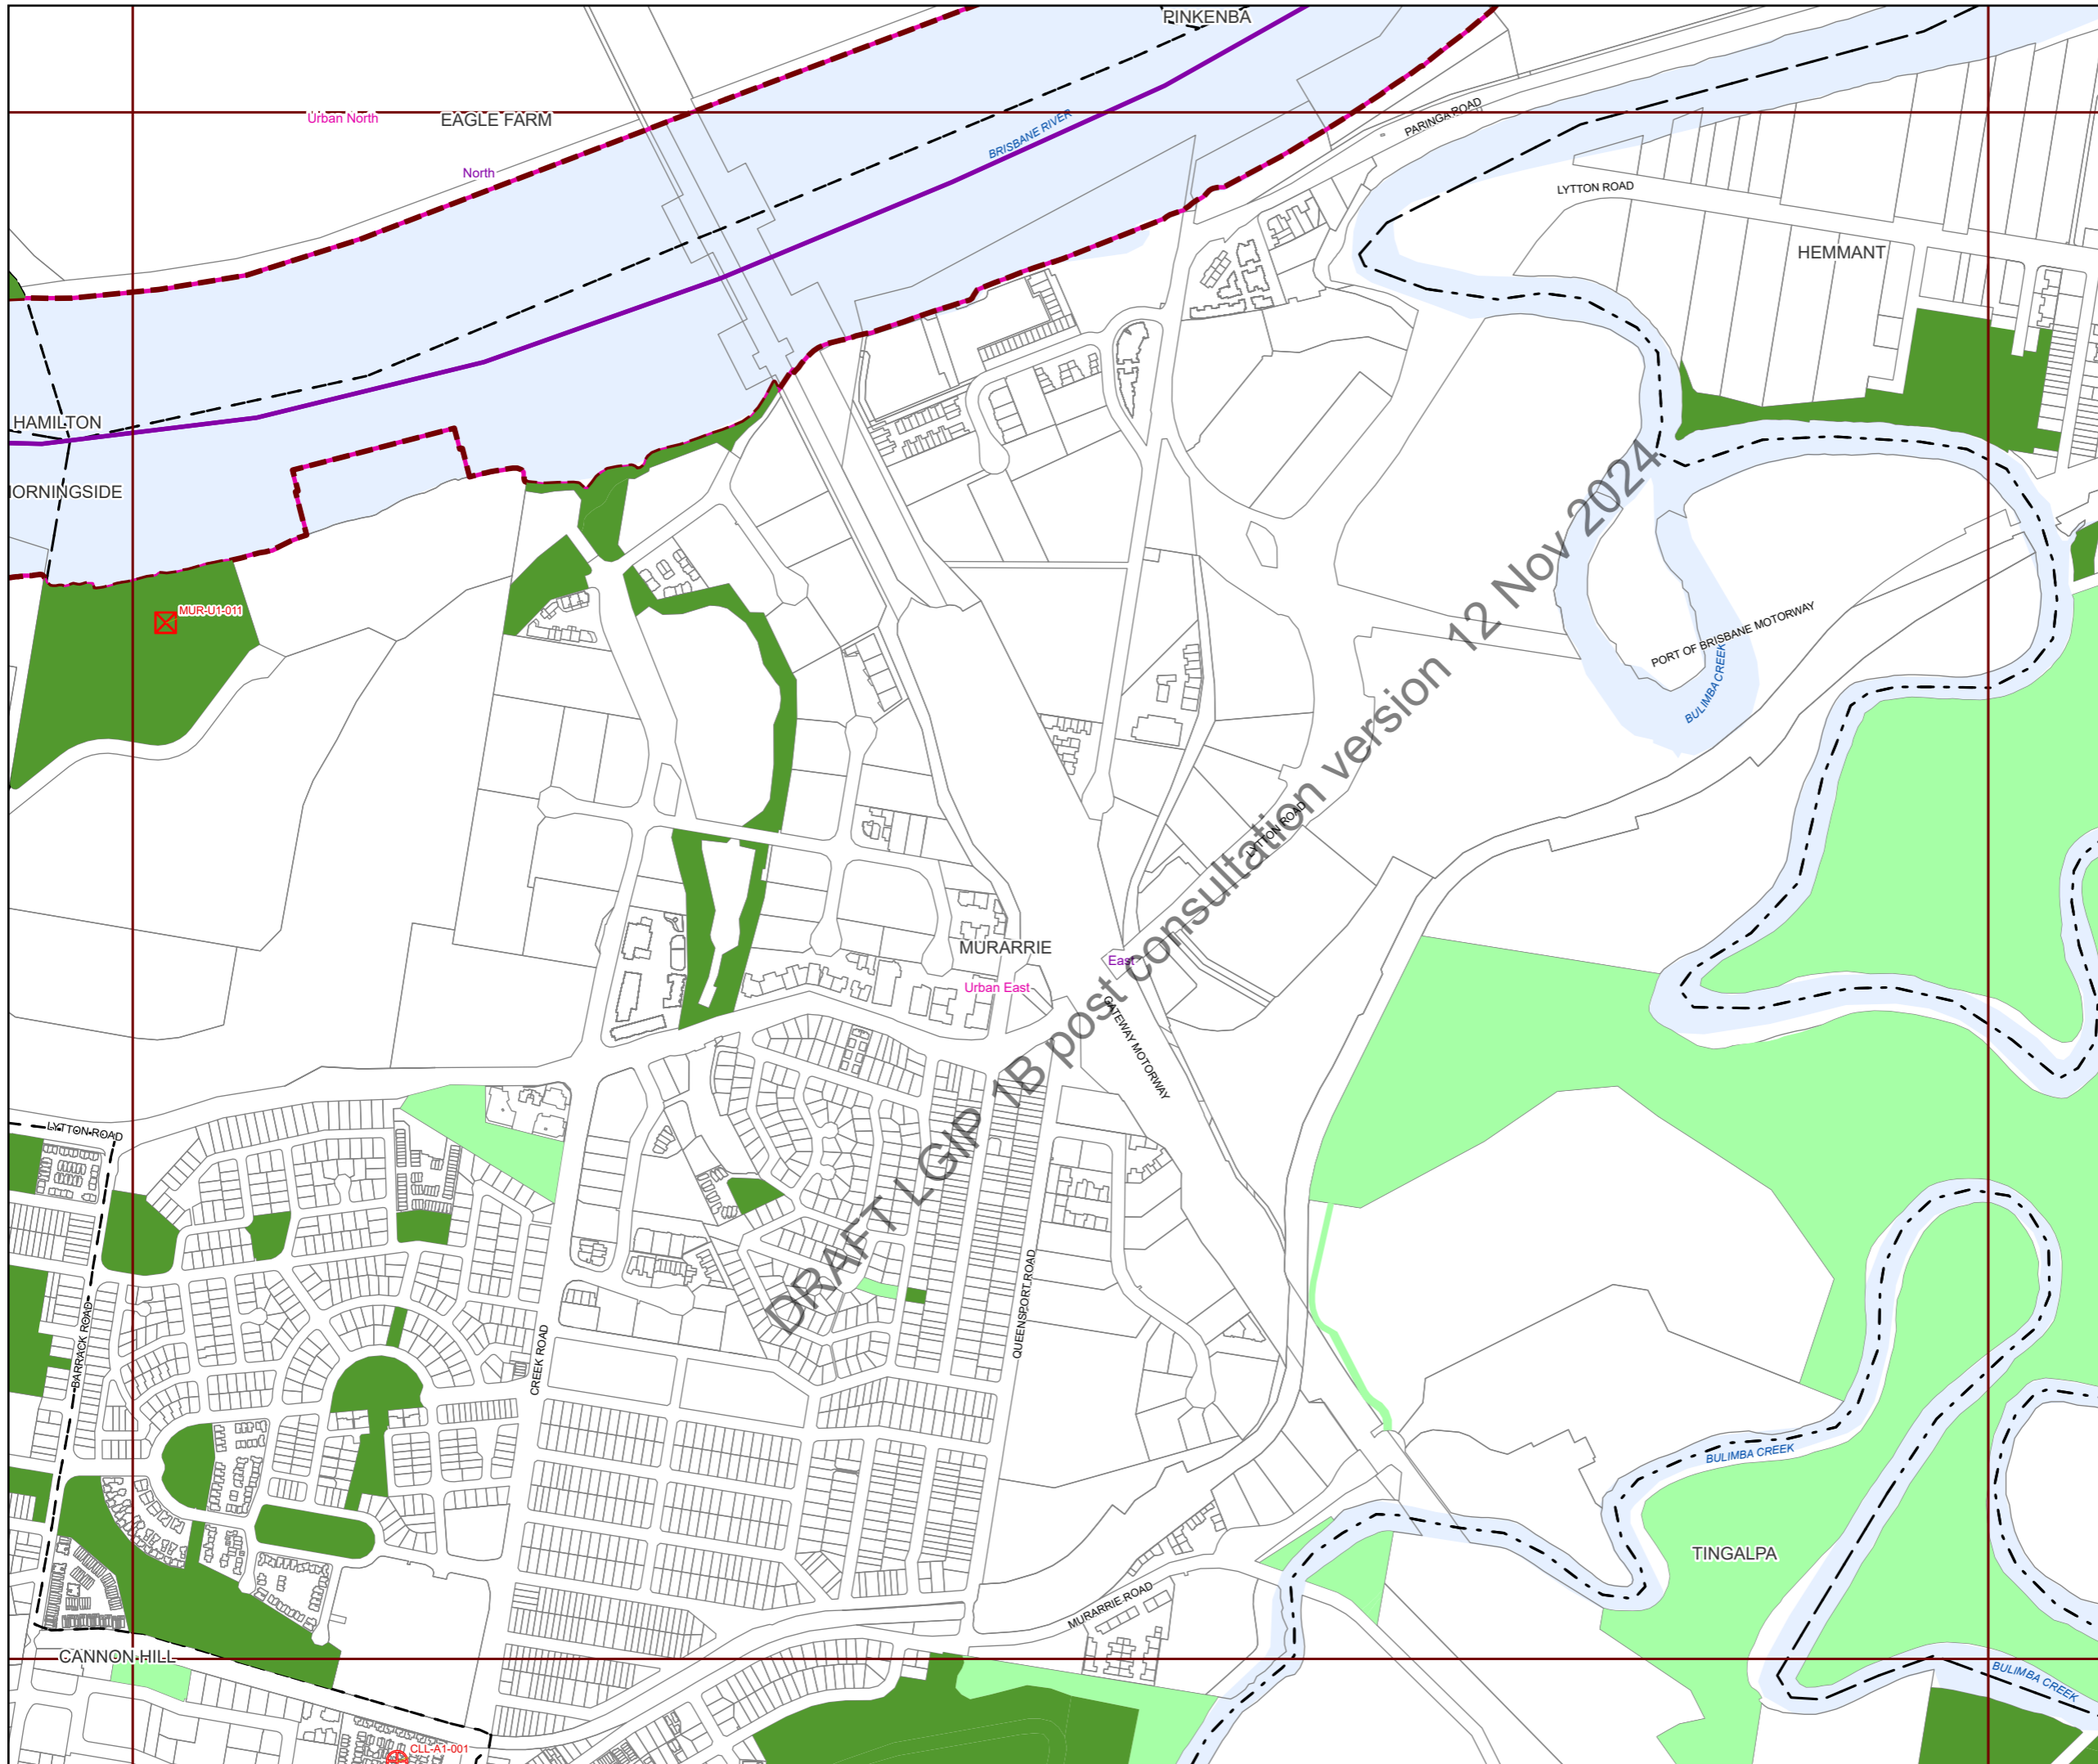 PINKENBA
Urban North
EAGLE FARM
PARINGA ROAD
BRISBANE RIVER
North
LYTTON ROAD
HEMMANT
HAMILTON
ORNINGSIDE
MUR-U1-011
PORT OF BRISBANE MOTORWAY
BULIMBA CREEK
LYTTON ROAD
MURARRIE
East
Urban East
GATEWAY MOTORWAY
DRAFT LGIP 1B post consultation version 12 Nov 2024
LYTTON ROAD
QUEENSPORT ROAD
BARRACK ROAD
CREEK ROAD
BULIMBA CREEK
TINGALPA
MURARRIE ROAD
CANNON HILL
BULIMBA CREEK
CLL-A1-001